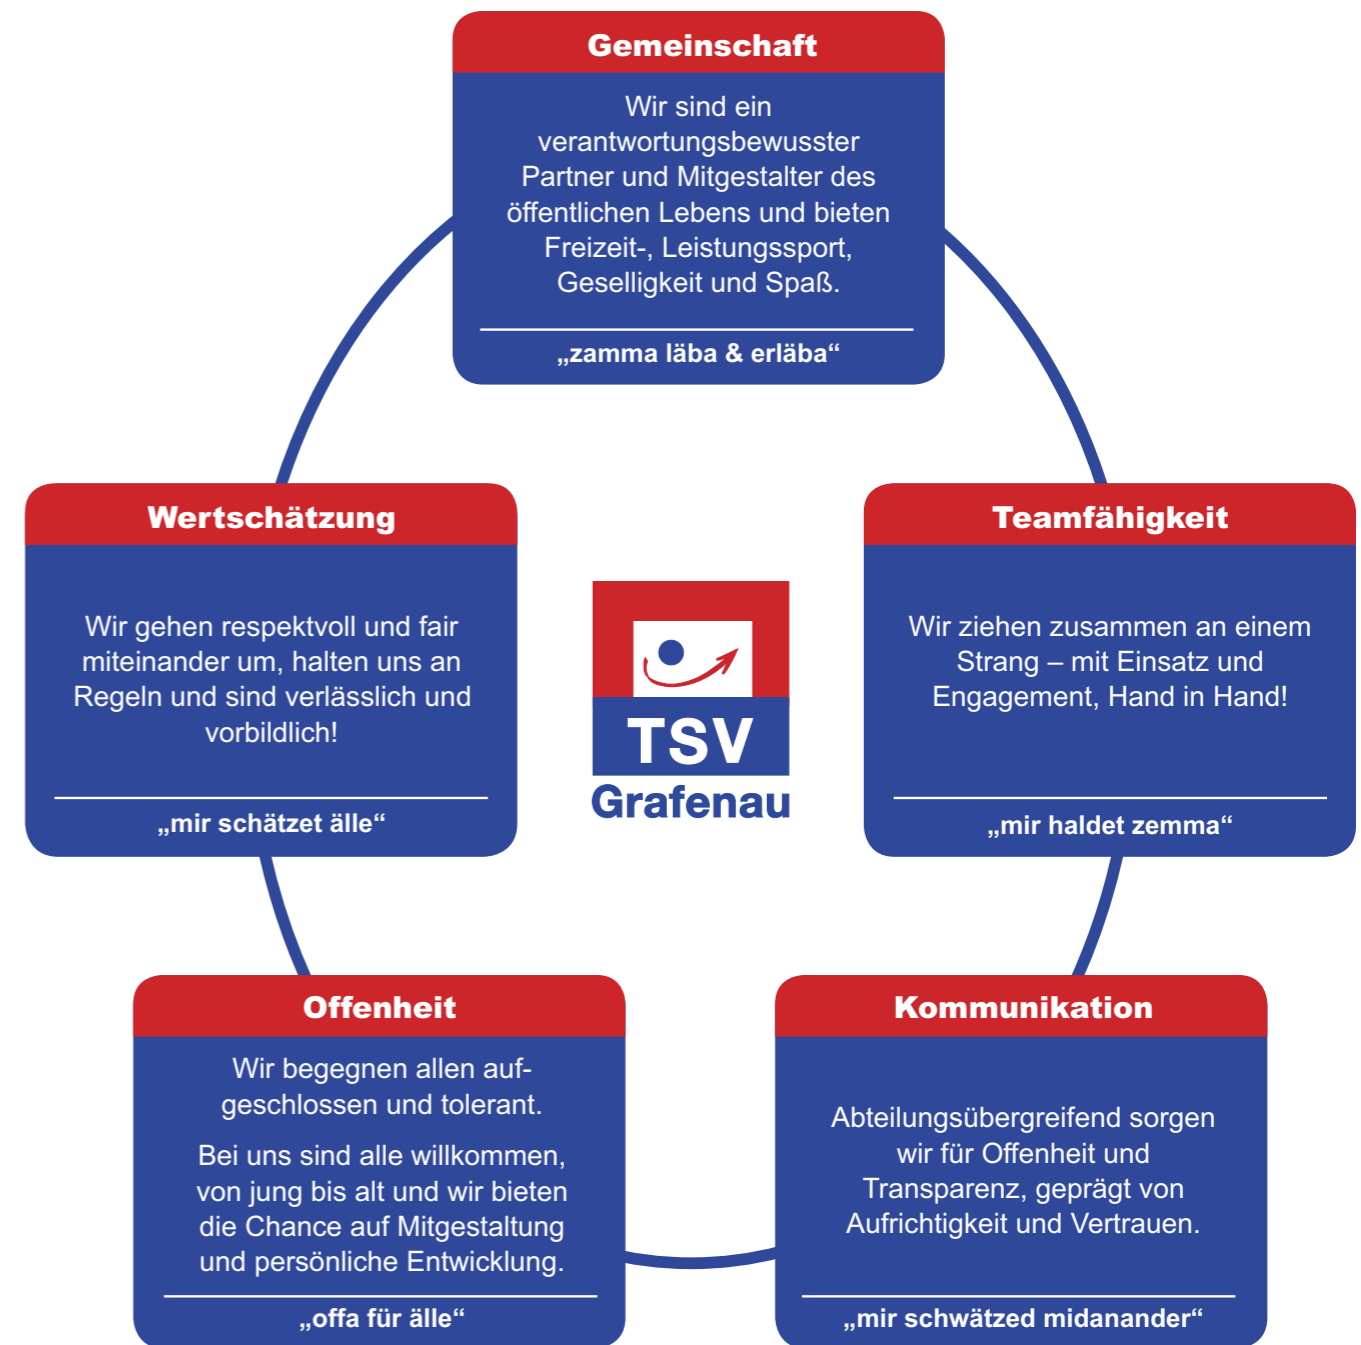 Gemeinschaft
Wir sind ein
verantwortungsbewusster
Partner und Mitgestalter des
öffentlichen Lebens und bieten
Freizeit-, Leistungssport,
Geselligkeit und Spaß.
„zamma läba & erläba“
Wertschätzung
Wir gehen respektvoll und fair
miteinander um, halten uns an
Regeln und sind verlässlich und
vorbildlich!
„mir schätzet älle“
TSV
Grafenau
Teamfähigkeit
Wir ziehen zusammen an einem
Strang – mit Einsatz und
Engagement, Hand in Hand!
„mir haldet zemma“
Offenheit
Wir begegnen allen auf-
geschlossen und tolerant.
Bei uns sind alle willkommen,
von jung bis alt und wir bieten
die Chance auf Mitgestaltung
und persönliche Entwicklung.
„offa für älle“
Kommunikation
Abteilungsübergreifend sorgen
wir für Offenheit und
Transparenz, geprägt von
Aufrichtigkeit und Vertrauen.
„mir schwätzed midanander“